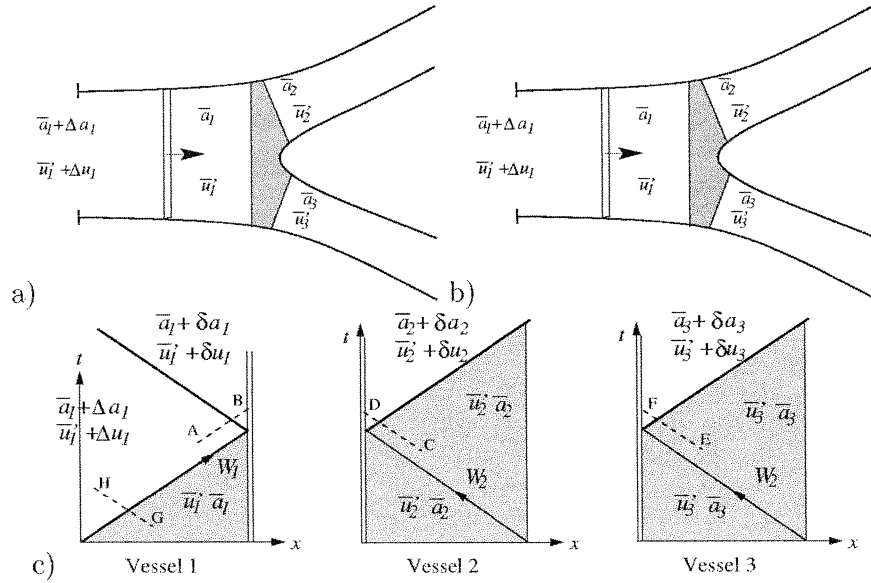 ā₁+Δa₁
ū₁'+Δu₁
ā₁
ū₁'
ā₂
ū₂'
ā₃
ū₃'
a)
ā₁+Δa₁
ū₁'+Δu₁
ā₁
ū₁'
ā₂
ū₂'
ā₃
ū₃'
b)
t
ā₁+δa₁
ū₁'+δu₁
ā₁+Δa₁
ū₁'+Δu₁
A
B
W₁
H
G
ū₁' ā₁
x
c)
Vessel 1
t
ā₂+δa₂
ū₂'+δu₂
D
C
ū₂' ā₂
W₂
ū₂' ā₂
x
Vessel 2
t
ā₃+δa₃
ū₃'+δu₃
F
E
ū₃' ā₃
W₂
ū₃' ā₃
x
Vessel 3